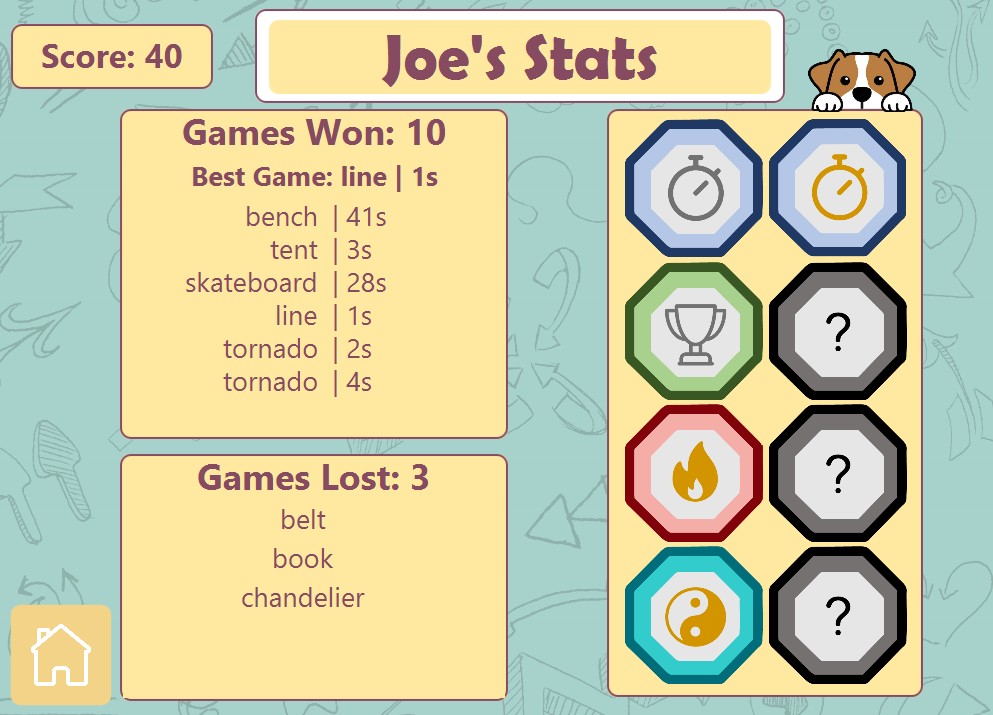 Score: 40
Joe's Stats
Games Won: 10
Best Game: line | 1s
bench | 41s
tent | 3s
skateboard | 28s
line | 1s
tornado | 2s
tornado | 4s
Games Lost: 3
belt
book
chandelier
?
?
?